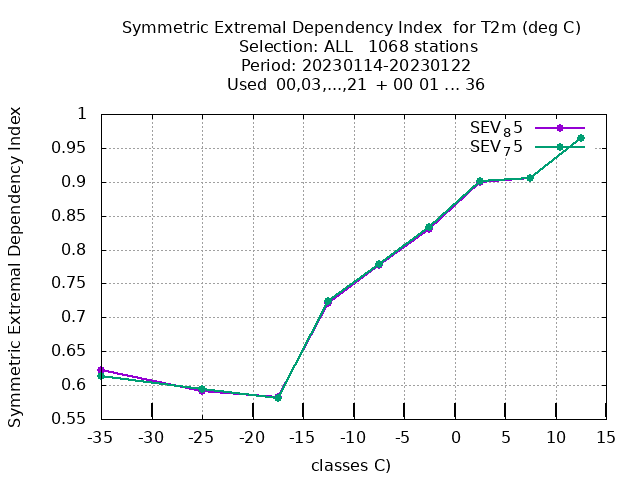 Symmetric Extremal Dependency Index  for T2m (deg C)
Selection: ALL   1068 stations
Period: 20230114-20230122
Used  00,03,...,21  + 00 01 ... 36
Symmetric Extremal Dependency Index
1
0.95
0.9
0.85
0.8
0.75
0.7
0.65
0.6
0.55
SEV85
SEV75
-35 -30 -25 -20 -15 -10 -5 0 5 10 15
classes C)